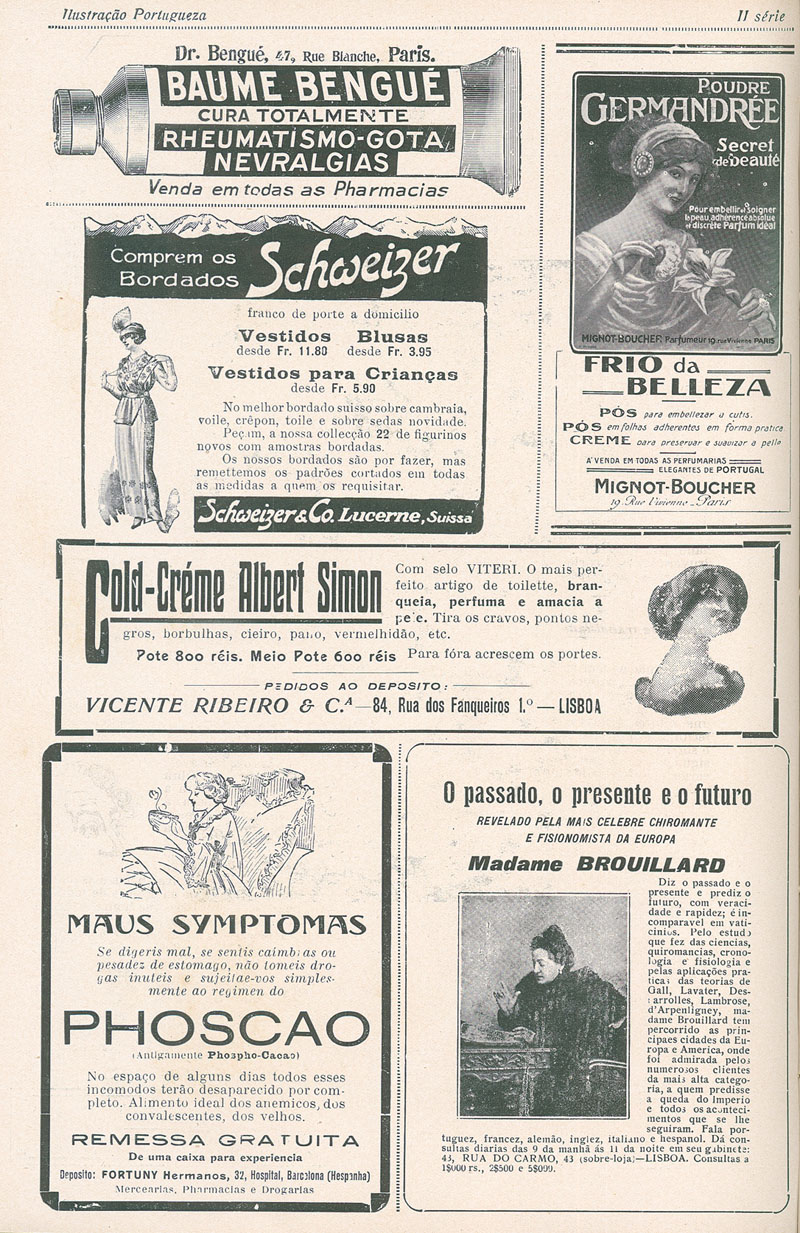 Ilustração Portugueza
II série
Dr. Bengué, 47, Rue Blanche, Paris.
BAUME BENGUÉ
CURA TOTALMENTE
RHEUMATISMO-GOTA
NEVRALGIAS
Venda em todas as Pharmacias
Comprem os
Bordados
Schweizer
franco de porte a domicilio
Vestidos Blusas
desde Fr. 11.80 desde Fr. 3.95
Vestidos para Crianças
desde Fr. 5.90
No melhor bordado suisso sobre cambraia,
voile, crêpon, toile e sobre sedas novidade.
Peçam, a nossa collecção 22 de figurinos
novos com amostras bordadas.
Os nossos bordados são por fazer, mas
remettemos os padrões cortados em todas
as medidas a quem os requisitar.
Schweizer & Co. Lucerne, Suissa
POUDRE
GERMANDRÉE
Secret
de beauté
Pour embellir et Soigner
la peau, adhérence absolue
et discrète Parfum idéal
MIGNOT-BOUCHER, Parfumeur 19 rue Vivienne PARIS
FRIO da
BELLEZA
PÓS para embellezar a cutis.
PÓS em folhas adherentes em forma pratica
CREME para preservar e suavizar a pelle
A' VENDA EM TODAS AS PERFUMARIAS
ELEGANTES DE PORTUGAL
MIGNOT-BOUCHER
19 Rue Vivienne - Paris
Cold-Créme Albert Simon
Com selo VITERI. O mais per-
feito artigo de toilette, bran-
queia, perfuma e amacia a
pele. Tira os cravos, pontos ne-
gros, borbulhas, cieiro, pano, vermelhidão, etc.
Pote 800 réis. Meio Pote 600 réis Para fóra acrescem os portes.
PEDIDOS AO DEPOSITO:
VICENTE RIBEIRO & C.ª — 84, Rua dos Fanqueiros 1.º — LISBOA
MAUS SYMPTOMAS
Se digeris mal, se sentis caimbras ou
pesadez de estomago, não tomeis dro-
gas inuteis e sujeitae-vos simples-
mente ao regimen do
PHOSCAO
(Antigamente Phospho-Cacao)
No espaço de alguns dias todos esses
incomodos terão desaparecido por com-
pleto. Alimento ideal dos anemicos, dos
convalescentes, dos velhos.
REMESSA GRATUITA
De uma caixa para experiencia
Deposito: FORTUNY Hermanos, 32, Hospital, Barcelona (Hespanha)
Mercearias, Pharmacias e Drogarias
O passado, o presente e o futuro
REVELADO PELA MAIS CELEBRE CHIROMANTE
E FISIONOMISTA DA EUROPA
Madame BROUILLARD
Diz o passado e o
presente e prediz o
futuro, com veraci-
dade e rapidez; é in-
comparavel em vati-
cinios. Pelo estudo
que fez das ciencias,
quiromancias, crono-
logia e fisiologia e
pelas aplicações pra-
ticas das teorias de
Gall, Lavater, Des-
barrolles, Lambrose,
d'Arpenligney, ma-
dame Brouillard tem
percorrido as prin-
cipaes cidades da Eu-
ropa e America, onde
foi admirada pelos
numerosos clientes
da mais alta catego-
ria, a quem predisse
a queda do Imperio
e todos os aconteci-
mentos que se lhe
seguiram. Fala por-
tuguez, francez, alemão, inglez, italiano e hespanol. Dá con-
sultas diarias das 9 da manhã ás 11 da noite em seu gabinete:
43, RUA DO CARMO, 43 (sobre-loja)—LISBOA. Consultas a
1$000 rs., 2$500 e 5$000.